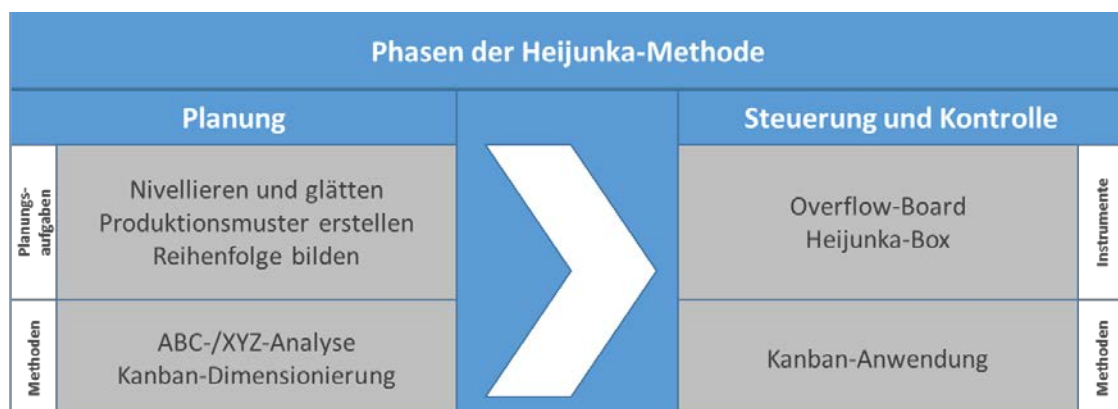 Phasen der Heijunka-Methode
Planung
Steuerung und Kontrolle
Planungs-
aufgaben
Nivellieren und glätten
Produktionsmuster erstellen
Reihenfolge bilden
Overflow-Board
Heijunka-Box
Instrumente
Methoden
ABC-/XYZ-Analyse
Kanban-Dimensionierung
Kanban-Anwendung
Methoden